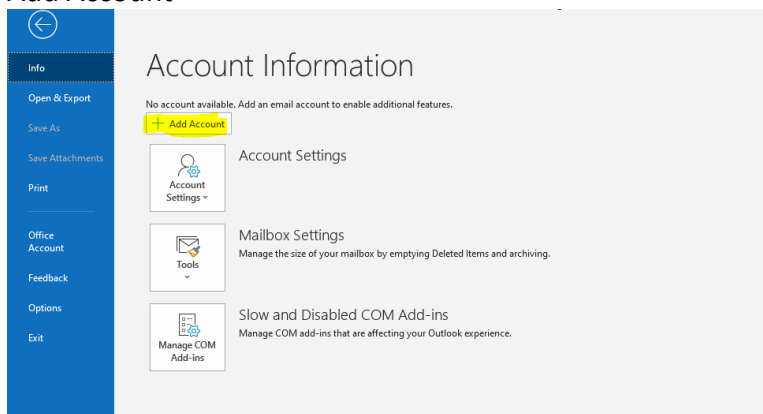 Add Account
Info
Open & Export
Save As
Save Attachments
Print
Office
Account
Feedback
Options
Exit
Account Information
No account available. Add an email account to enable additional features.
+ Add Account
Account
Settings
Account Settings
Tools
Mailbox Settings
Manage the size of your mailbox by emptying Deleted Items and archiving.
Manage COM
Add-ins
Slow and Disabled COM Add-ins
Manage COM add-ins that are affecting your Outlook experience.